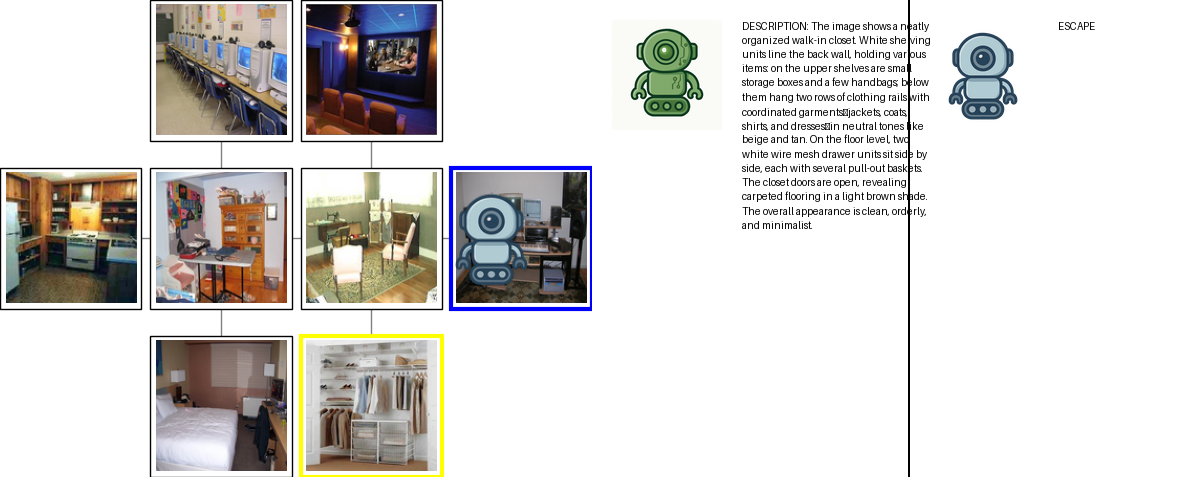 DESCRIPTION: The image shows a neatly
organized walk-in closet. White shelving
units line the back wall, holding various
items: on the upper shelves are small
storage boxes and a few handbags; below
them hang two rows of clothing rails with
coordinated garments▯jackets, coats,
shirts, and dresses▯in neutral tones like
beige and tan. On the floor level, two
white wire mesh drawer units sit side by
side, each with several pull-out baskets.
The closet doors are open, revealing
carpeted flooring in a light brown shade.
The overall appearance is clean, orderly,
and minimalist.
ESCAPE